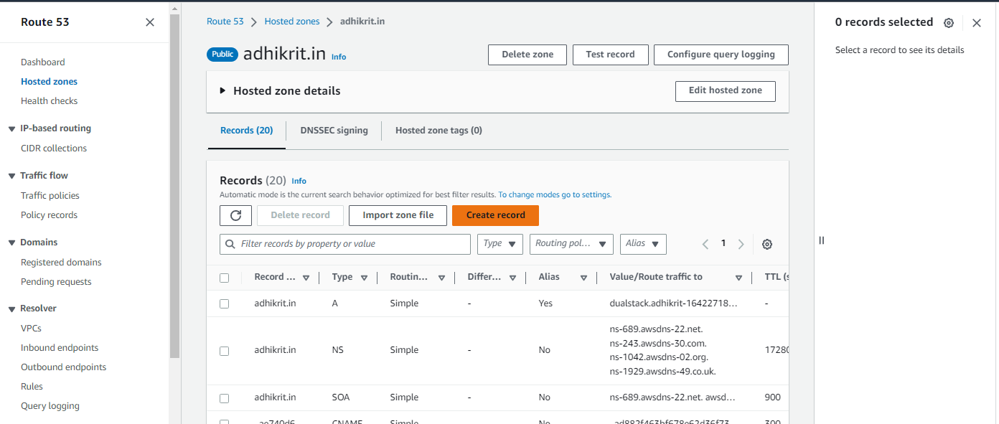 Route 53
Dashboard
Hosted zones
Health checks
IP-based routing
CIDR collections
Traffic flow
Traffic policies
Policy records
Domains
Registered domains
Pending requests
Resolver
VPCs
Inbound endpoints
Outbound endpoints
Rules
Query logging
Route 53 Hosted zones adhikrit.in
Public adhikrit.in Info
Delete zone Test record Configure query logging
Hosted zone details Edit hosted zone
Records (20) DNSSEC signing Hosted zone tags (0)
Records (20) Info
Automatic mode is the current search behavior optimized for best filter results. To change modes go to settings.
Delete record Import zone file Create record
Filter records by property or value Type Routing pol... Alias 1
Record ... Type Routin... Differ... Alias Value/Route traffic to TTL (s
adhikrit.in A Simple - Yes dualstack.adhikrit-16422718... -
ns-689.awsdns-22.net.
ns-243.awsdns-30.com.
adhikrit.in NS Simple - No 17280
ns-1042.awsdns-02.org.
ns-1929.awsdns-49.co.uk.
adhikrit.in SOA Simple - No ns-689.awsdns-22.net. awsd... 900
CNAME Simple - No 300
0 records selected
Select a record to see its details